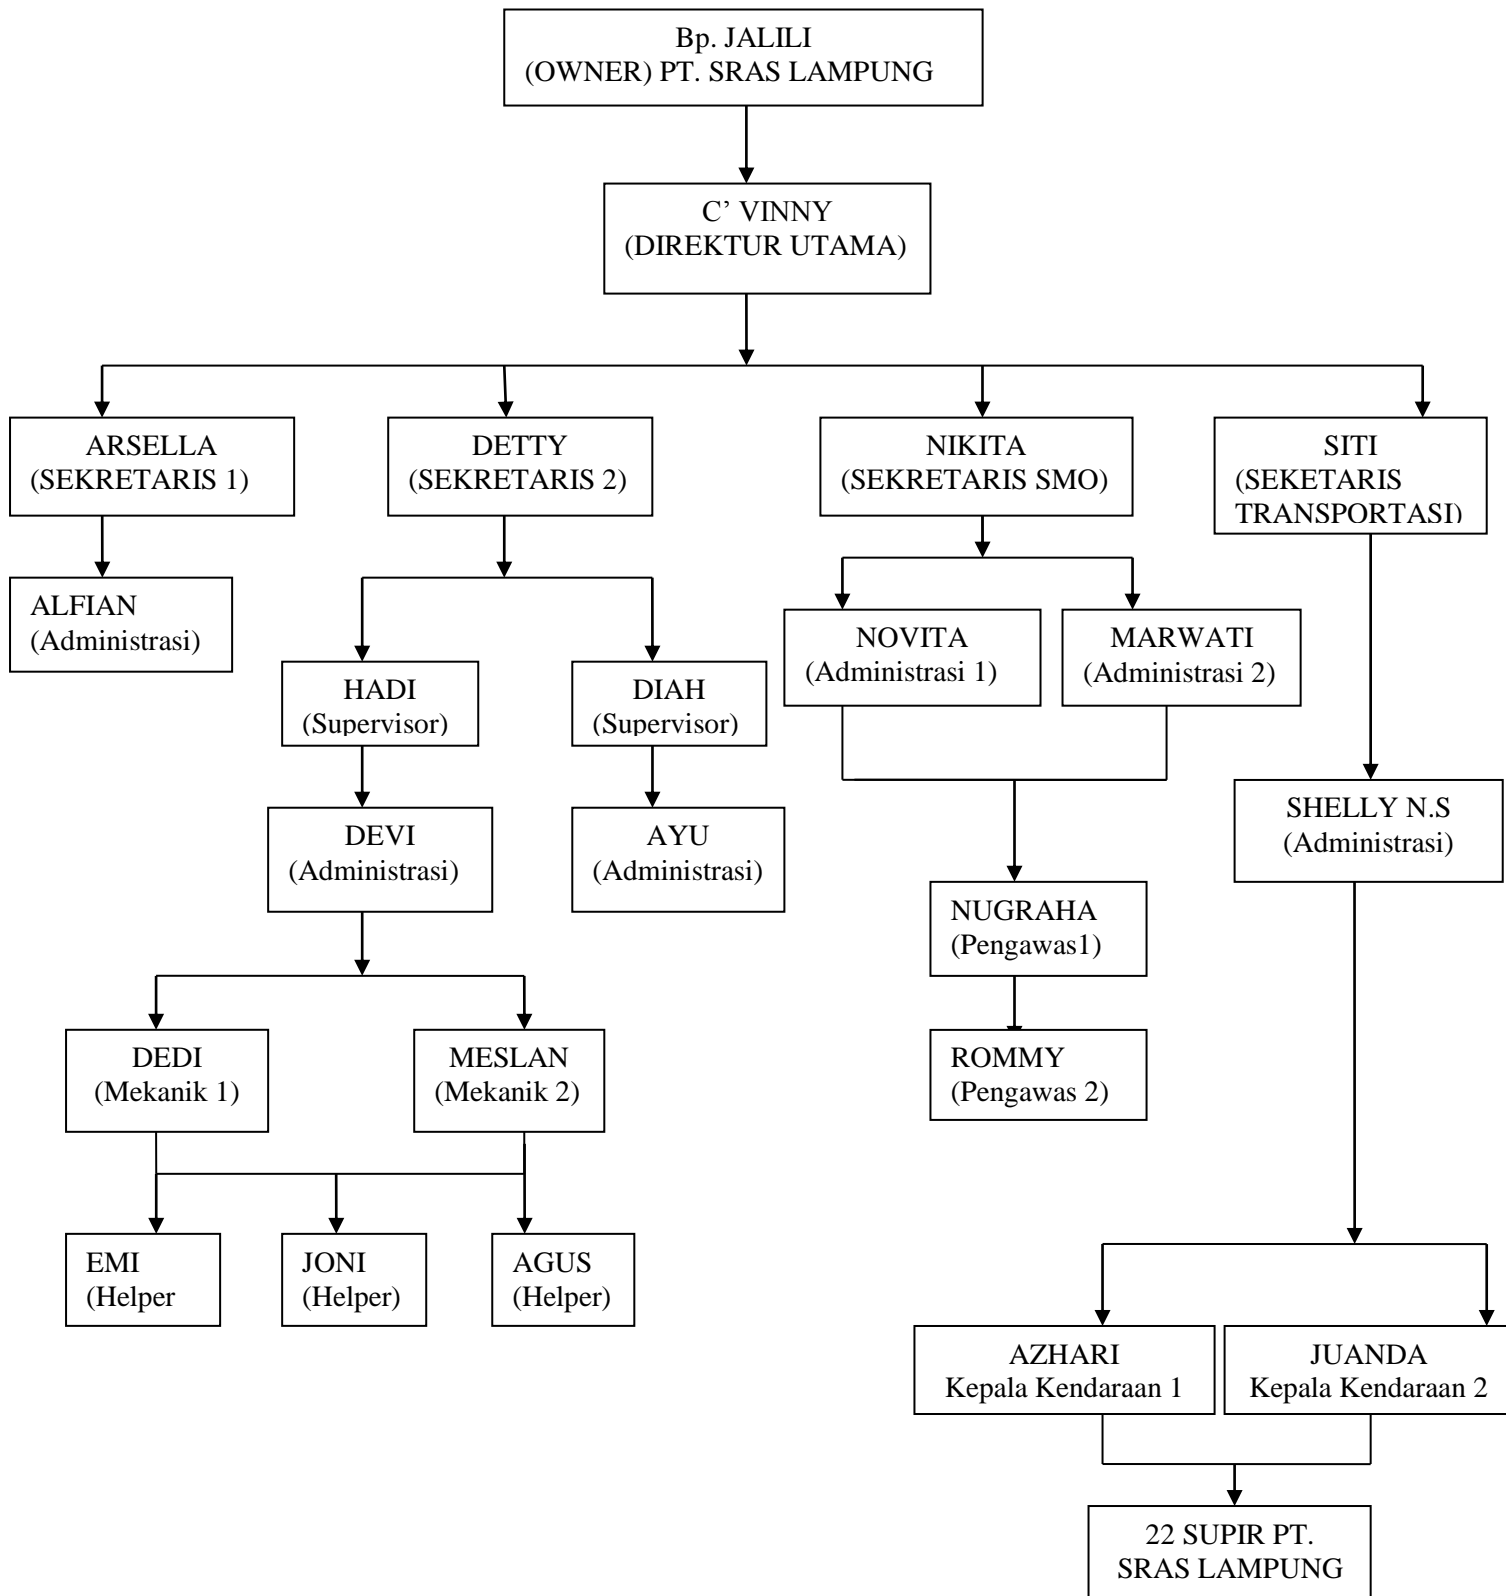 Bp. JALILI
(OWNER) PT. SRAS LAMPUNG
C’ VINNY
(DIREKTUR UTAMA)
ARSELLA
(SEKRETARIS 1)
DETTY
(SEKRETARIS 2)
NIKITA
(SEKRETARIS SMO)
SITI
(SEKETARIS
TRANSPORTASI)
ALFIAN
(Administrasi)
HADI
(Supervisor)
DIAH
(Supervisor)
NOVITA
(Administrasi 1)
MARWATI
(Administrasi 2)
DEVI
(Administrasi)
AYU
(Administrasi)
SHELLY N.S
(Administrasi)
NUGRAHA
(Pengawas1)
DEDI
(Mekanik 1)
MESLAN
(Mekanik 2)
ROMMY
(Pengawas 2)
EMI
(Helper
JONI
(Helper)
AGUS
(Helper)
AZHARI
Kepala Kendaraan 1
JUANDA
Kepala Kendaraan 2
22 SUPIR PT.
SRAS LAMPUNG